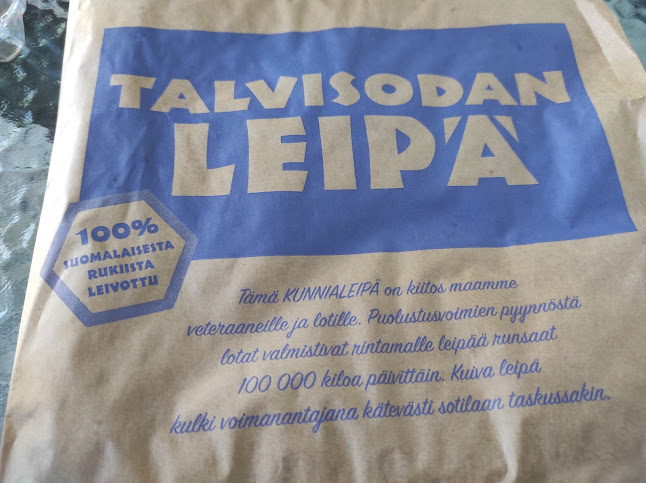 TALVISODAN
LEIPÄ
100%
SUOMALAISESTA
RUKIISTA
LEIVOTTU
Tämä KUNNIALEIPÄ on kiitos maamme
veteraaneille ja lotille. Puolustusvoimien pyynnöstä
lotat valmistivat rintamalle leipää runsaat
100 000 kiloa päivittäin. Kuiva leipä
kulki voimanantajana kätevästi sotilaan taskussakin.